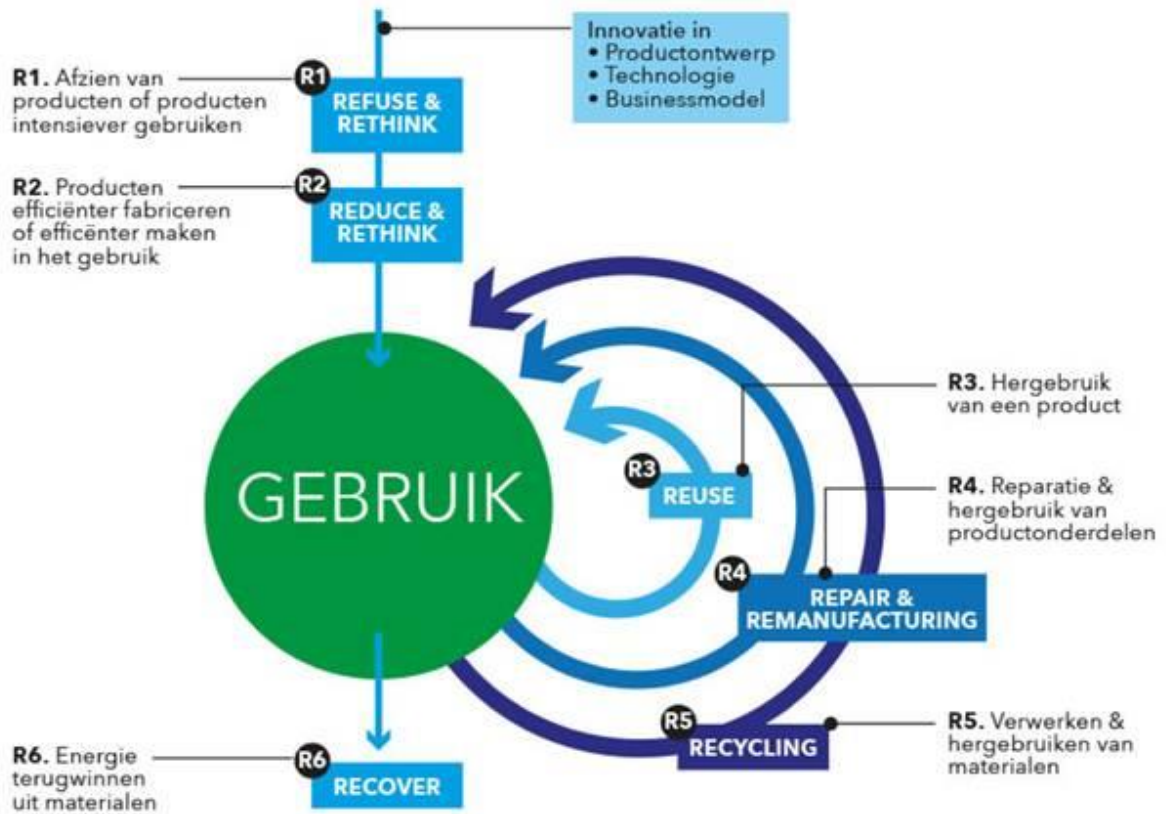 Innovatie in
• Productontwerp
• Technologie
• Businessmodel
R1. Afzien van
producten of producten
intensiever gebruiken
R1
REFUSE &
RETHINK
R2. Producten
efficiënter fabriceren
of efficënter maken
in het gebruik
R2
REDUCE &
RETHINK
GEBRUIK
R3. Hergebruik
van een product
R3
REUSE
R4. Reparatie &
hergebruik van
productonderdelen
R4
REPAIR &
REMANUFACTURING
R5. Verwerken &
hergebruiken van
materialen
R5
RECYCLING
R6. Energie
terugwinnen
uit materialen
R6
RECOVER